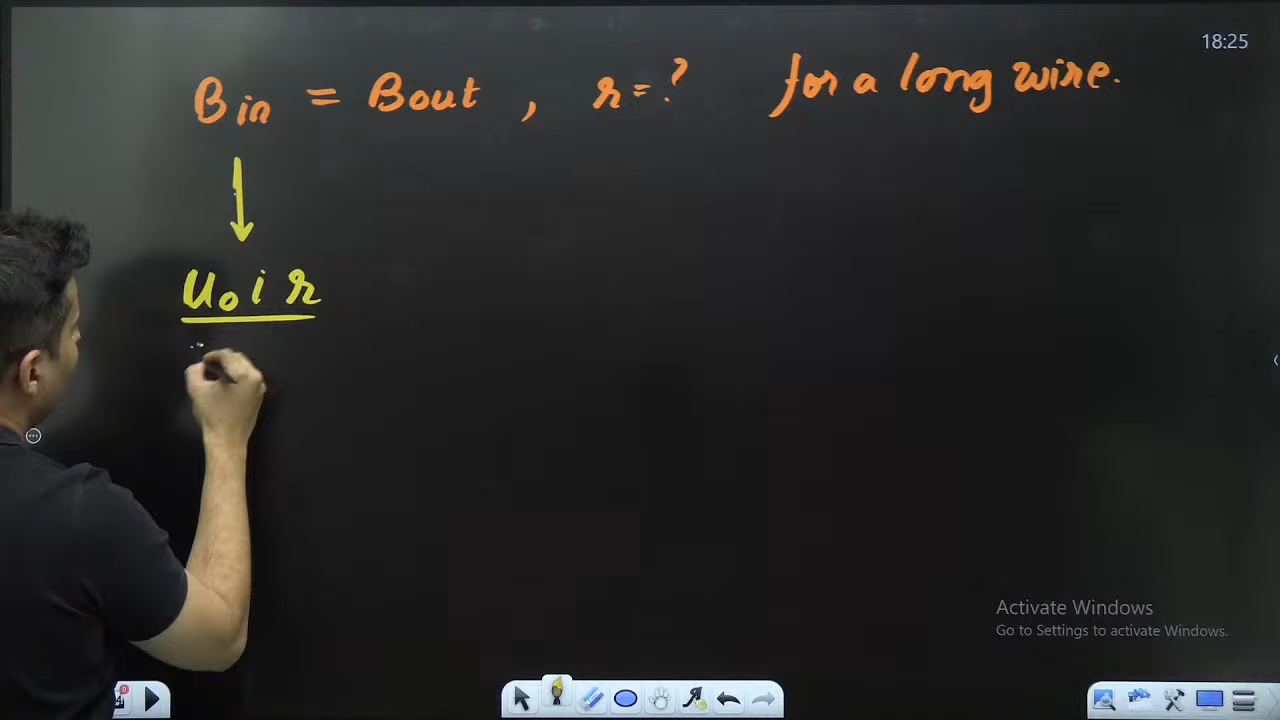 18:25
Bin = Bout , r = ? for a long wire.
u₀ i r
Activate Windows
Go to Settings to activate Windows.